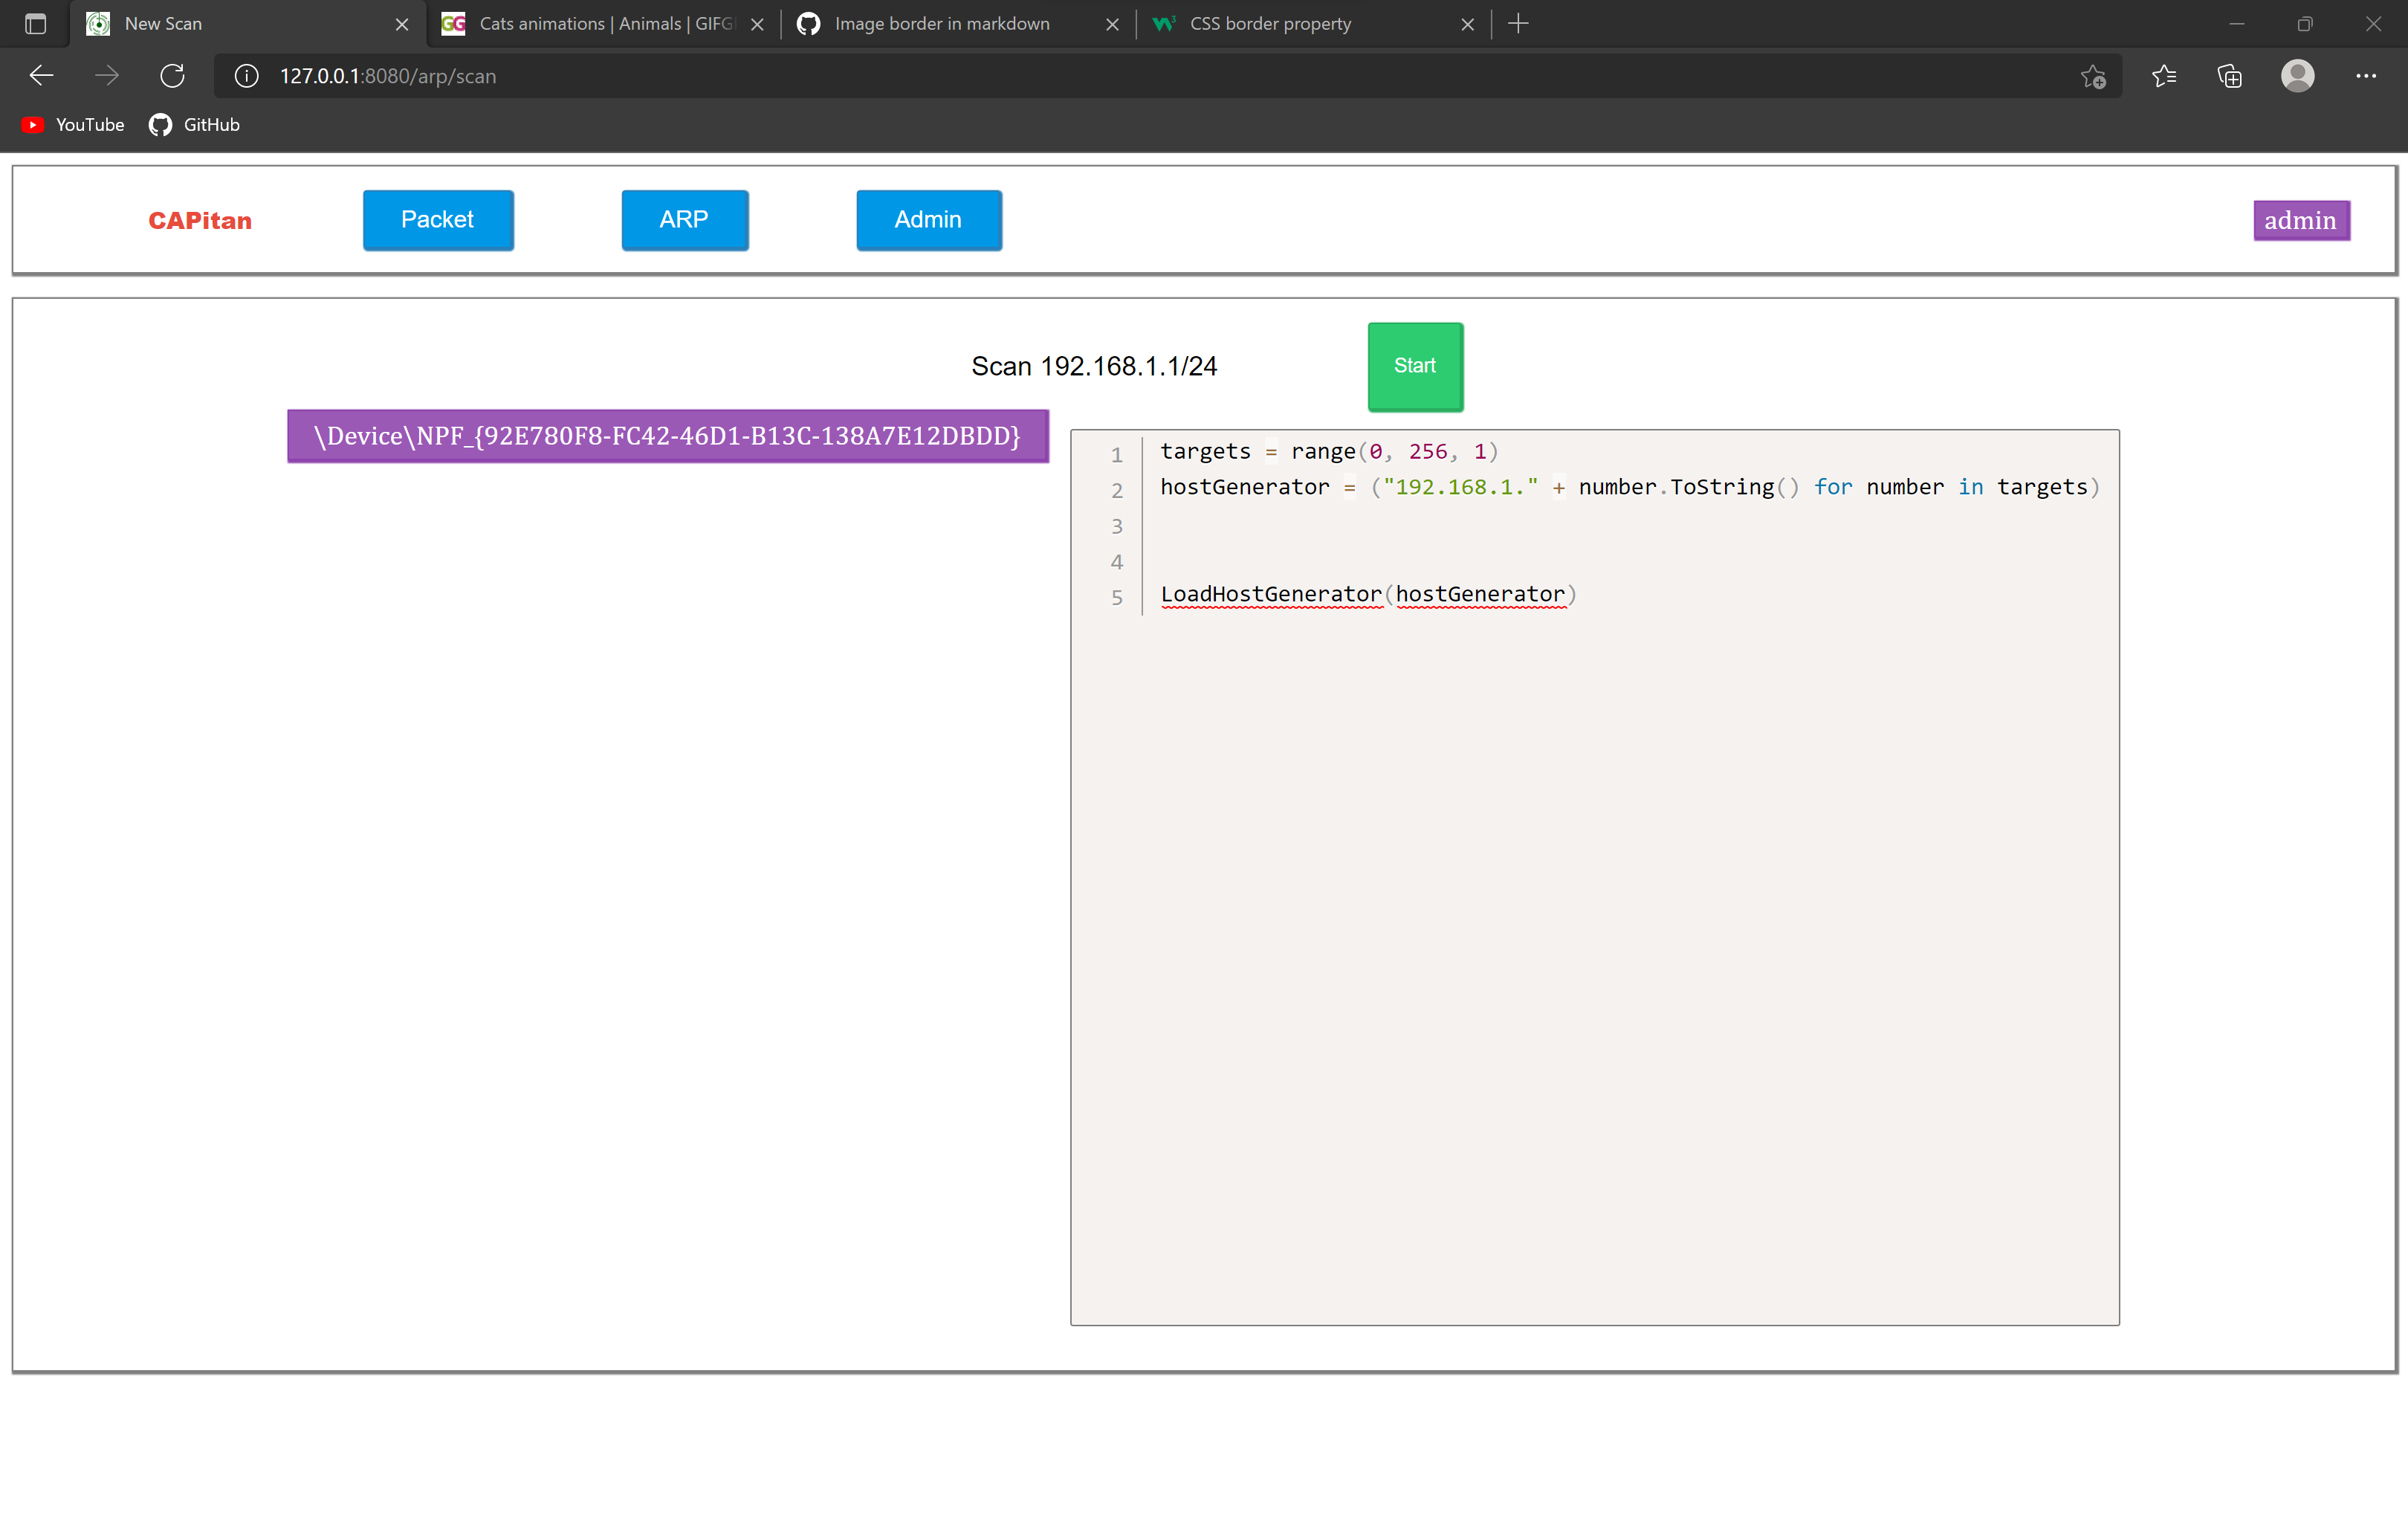 New Scan
Cats animations | Animals | GIFG
Image border in markdown
CSS border property
127.0.0.1:8080/arp/scan
YouTube
GitHub
CAPitan
Packet
ARP
Admin
admin
Scan 192.168.1.1/24
Start
\Device\NPF_{92E780F8-FC42-46D1-B13C-138A7E12DBDD}
1 targets = range(0, 256, 1)
2 hostGenerator = ("192.168.1." + number.ToString() for number in targets)
3
4
5 LoadHostGenerator(hostGenerator)